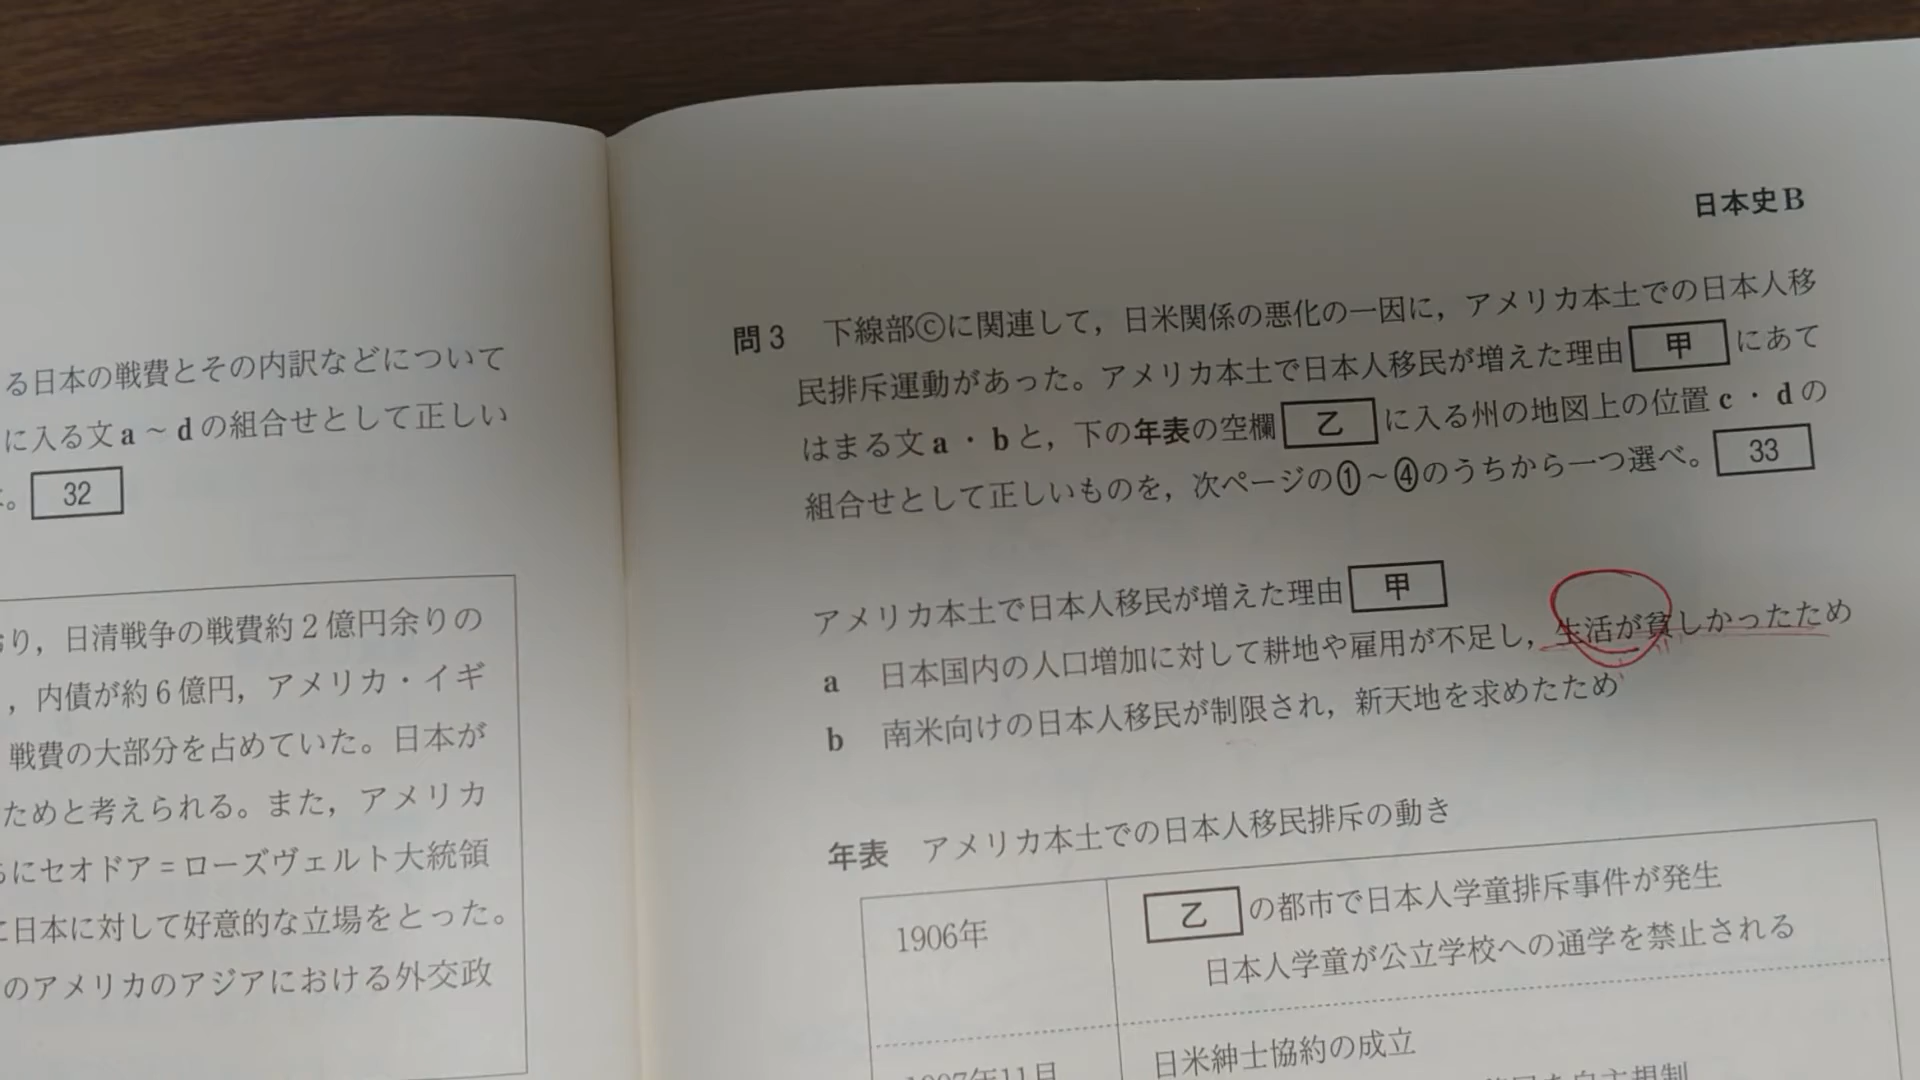 る日本の戦費とその内訳などについて
に入る文a～dの組合せとして正しい
。 32
り，日清戦争の戦費約2億円余りの
，内債が約6億円，アメリカ・イギ
戦費の大部分を占めていた。日本が
ためと考えられる。また，アメリカ
らにセオドア＝ローズヴェルト大統領
に日本に対して好意的な立場をとった。
のアメリカのアジアにおける外交政
日本史B
問3 下線部ⓒに関連して，日米関係の悪化の一因に，アメリカ本土での日本人移
民排斥運動があった。アメリカ本土で日本人移民が増えた理由 甲 にあて
はまる文a・bと，下の年表の空欄 乙 に入る州の地図上の位置c・dの
組合せとして正しいものを，次ページの①～④のうちから一つ選べ。 33
アメリカ本土で日本人移民が増えた理由 甲
a 日本国内の人口増加に対して耕地や雇用が不足し，生活が貧しかったため
b 南米向けの日本人移民が制限され，新天地を求めたため
年表 アメリカ本土での日本人移民排斥の動き
1906年 乙 の都市で日本人学童排斥事件が発生
日本人学童が公立学校への通学を禁止される
1907年11月 日米紳士協約の成立
自主規制